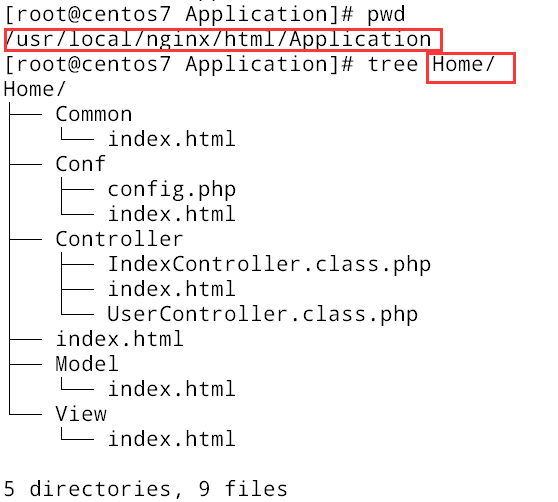 [root@centos7 Application]# pwd
/usr/local/nginx/html/Application
[root@centos7 Application]# tree Home/
Home/
├── Common
│   └── index.html
├── Conf
│   ├── config.php
│   └── index.html
├── Controller
│   ├── IndexController.class.php
│   ├── index.html
│   └── UserController.class.php
├── index.html
├── Model
│   └── index.html
└── View
    └── index.html
5 directories, 9 files